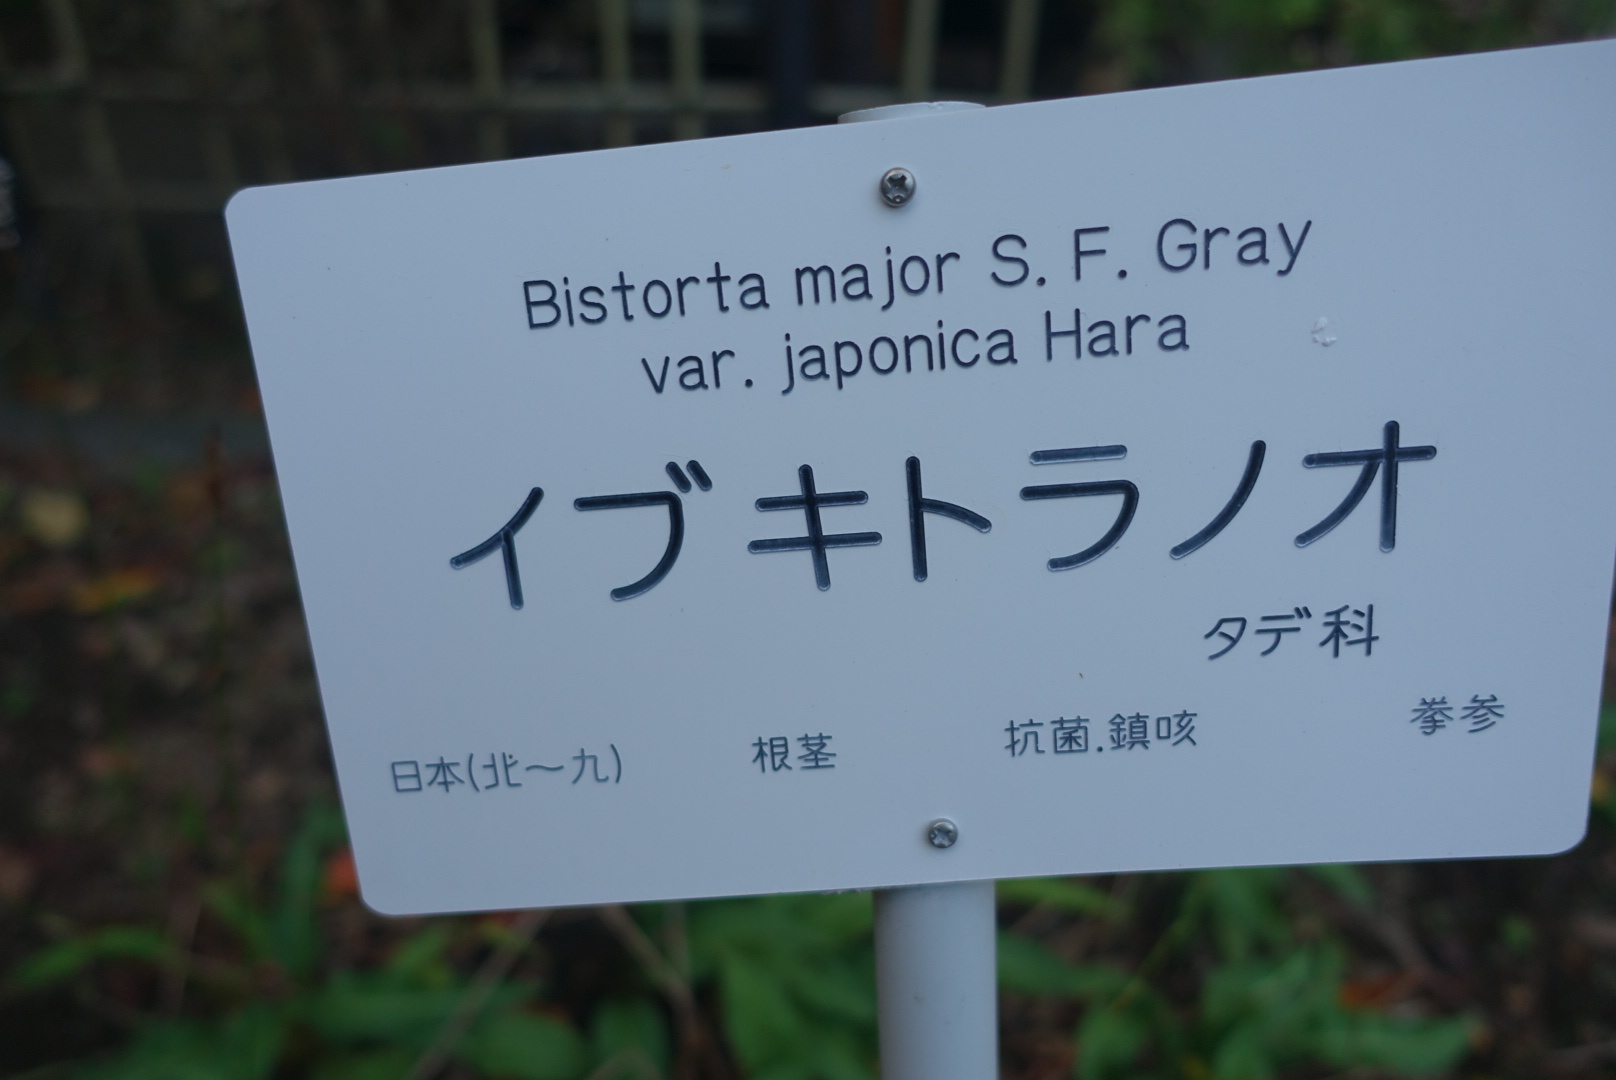 Bistorta major S. F. Gray
var. japonica Hara
イブキトラノオ
タデ科
日本(北〜九) 根茎 抗菌.鎮咳 拳参